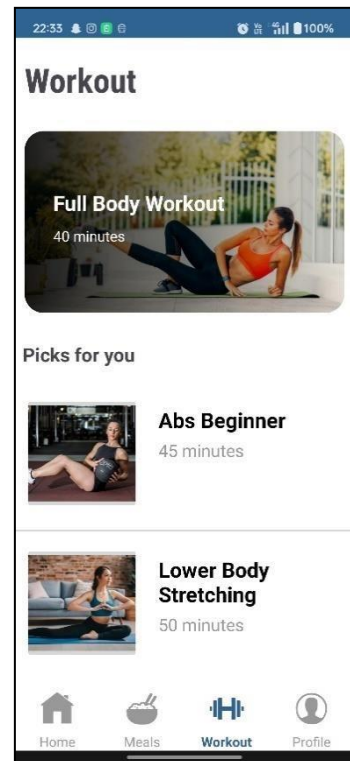 22:33
100%
Workout
Full Body Workout
40 minutes
Picks for you
Abs Beginner
45 minutes
Lower Body
Stretching
50 minutes
Home Meals Workout Profile